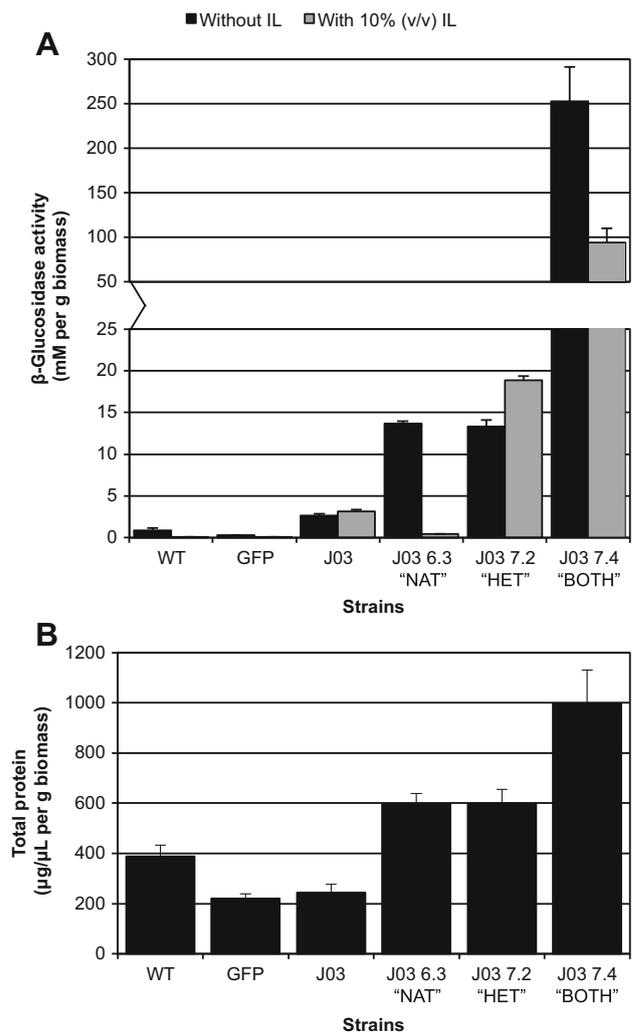 Without IL With 10% (v/v) IL
A
β-Glucosidase activity
(mM per g biomass)
300
250
200
150
100
50
25
20
15
10
5
0
WT GFP J03 J03 6.3 J03 7.2 J03 7.4
“NAT” “HET” “BOTH”
Strains
B
Total protein
(µg/µL per g biomass)
1200
1000
800
600
400
200
0
WT GFP J03 J03 6.3 J03 7.2 J03 7.4
“NAT” “HET” “BOTH”
Strains